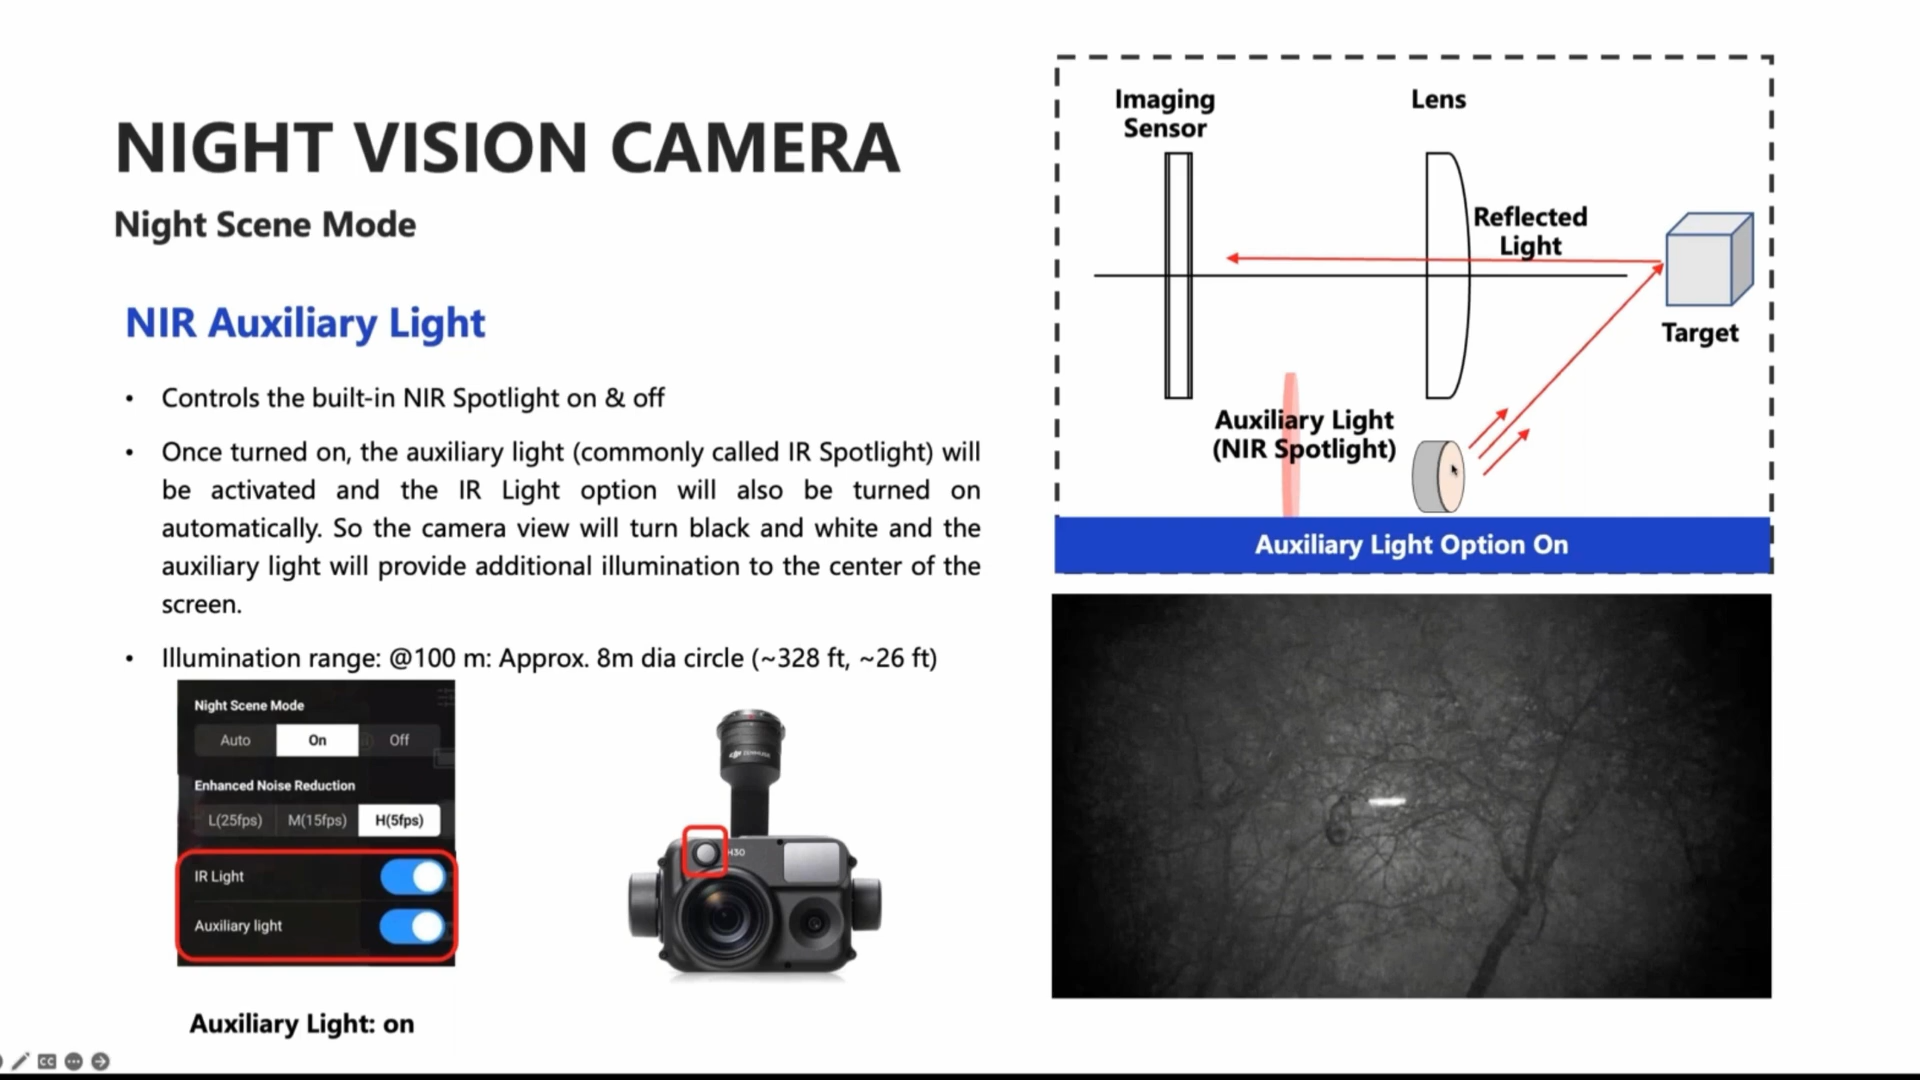 NIGHT VISION CAMERA
Night Scene Mode
NIR Auxiliary Light
• Controls the built-in NIR Spotlight on & off
• Once turned on, the auxiliary light (commonly called IR Spotlight) will
be activated and the IR Light option will also be turned on
automatically. So the camera view will turn black and white and the
auxiliary light will provide additional illumination to the center of the
screen.
• Illumination range: @100 m: Approx. 8m dia circle (~328 ft, ~26 ft)
Night Scene Mode
Auto On Off
Enhanced Noise Reduction
L(25fps) M(15fps) H(5fps)
IR Light
Auxiliary light
Auxiliary Light: on
H30
Imaging
Sensor
Lens
Reflected
Light
Target
Auxiliary Light
(NIR Spotlight)
Auxiliary Light Option On
CC